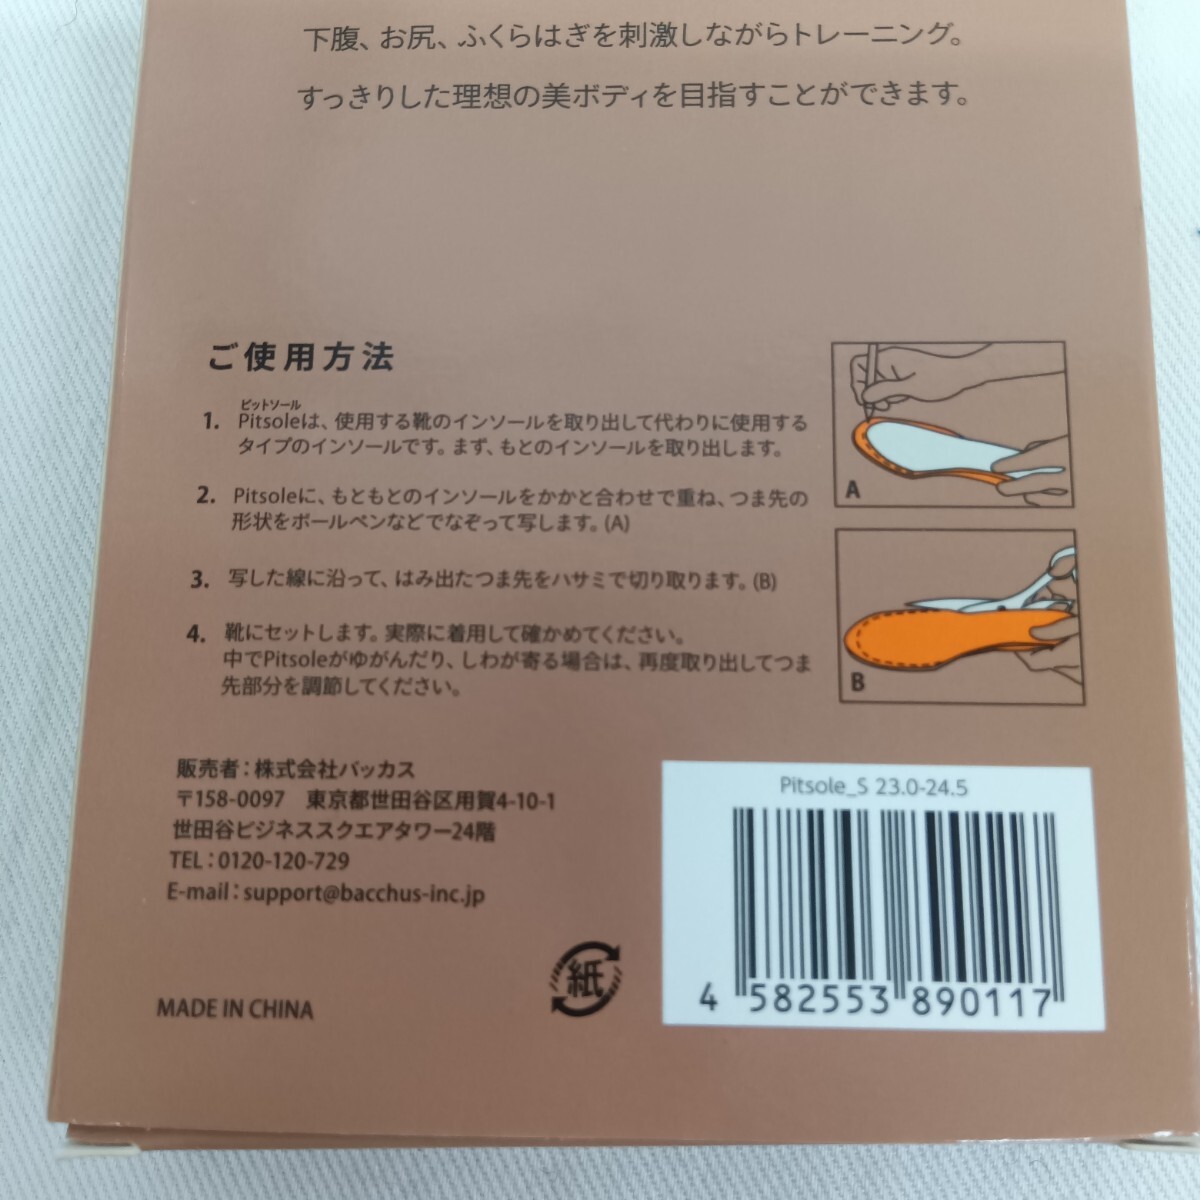 下腹、お尻、ふくらはぎを刺激しながらトレーニング。
すっきりした理想の美ボディを目指すことができます。
ご使用方法
ピットソール
1. Pitsoleは、使用する靴のインソールを取り出して代わりに使用する
タイプのインソールです。まず、もとのインソールを取り出します。
2. Pitsoleに、もともとのインソールをかかと合わせで重ね、つま先の
形状をボールペンなどでなぞって写します。(A)
3. 写した線に沿って、はみ出たつま先をハサミで切り取ります。(B)
4. 靴にセットします。実際に着用して確かめてください。
中でPitsoleがゆがんだり、しわが寄る場合は、再度取り出してつま
先部分を調節してください。
A
B
販売者：株式会社バッカス
〒158-0097 東京都世田谷区用賀4-10-1
世田谷ビジネススクエアタワー24階
TEL：0120-120-729
E-mail：support@bacchus-inc.jp
紙
MADE IN CHINA
Pitsole_S 23.0-24.5
4 582553 890117